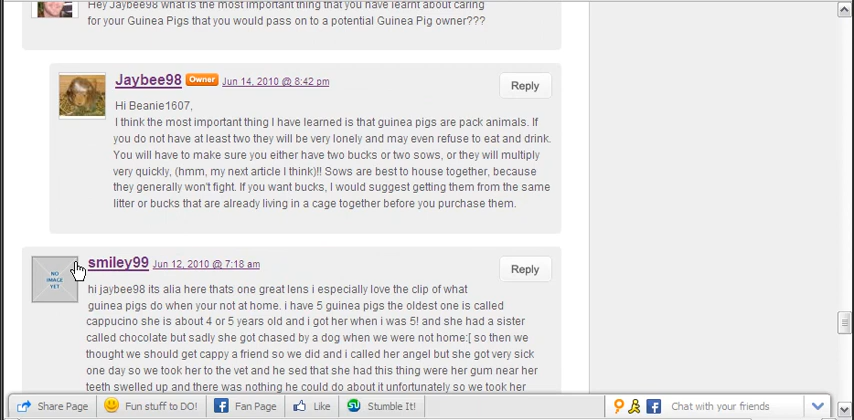 Hey Jaybee98 what is the most important thing that you have learnt about caring
for your Guinea Pigs that you would pass on to a potential Guinea Pig owner???
Jaybee98 Owner Jun 14, 2010 @ 8:42 pm
Reply
Hi Beanie1607,
I think the most important thing I have learned is that guinea pigs are pack animals. If
you do not have at least two they will be very lonely and may even refuse to eat and drink.
You will have to make sure you either have two bucks or two sows, or they will multiply
very quickly, (hmm, my next article I think)!! Sows are best to house together, because
they generally won't fight. If you want bucks, I would suggest getting them from the same
litter or bucks that are already living in a cage together before you purchase them.
NO
IMAGE
YET
smiley99 Jun 12, 2010 @ 7:18 am
Reply
hi jaybee98 its alia here thats one great lens i especially love the clip of what
guinea pigs do when your not at home. i have 5 guinea pigs the oldest one is called
cappucino she is about 4 or 5 years old and i got her when i was 5! and she had a sister
called chocolate but sadly she got chased by a dog when we were not home:[ so then we
thought we should get cappy a friend so we did and i called her angel but she got very sick
one day so we took her to the vet and he sed that she had this thing were her gum near her
teeth swelled up and there was nothing he could do about it unfortunately so we took her
Share Page Fun stuff to DO! Fan Page Like Stumble It! Chat with your friends